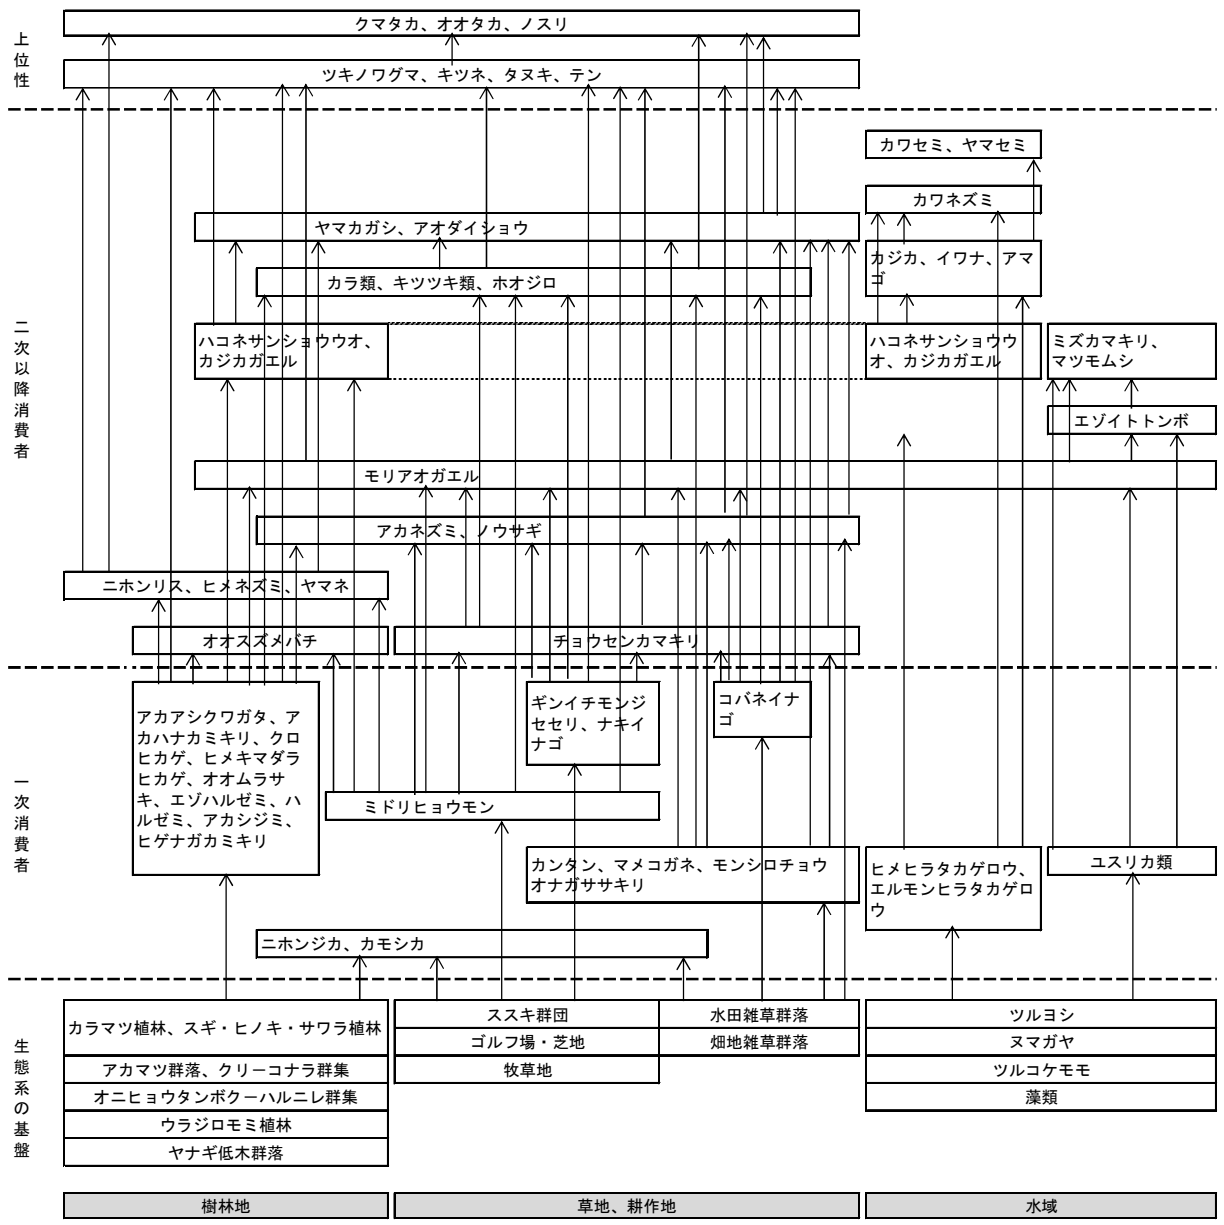 上位性
クマタカ、オオタカ、ノスリ
ツキノワグマ、キツネ、タヌキ、テン
二次以降消費者
カワセミ、ヤマセミ
カワネズミ
ヤマカガシ、アオダイショウ
カジカ、イワナ、アマ
ゴ
カラ類、キツツキ類、ホオジロ
ハコネサンショウウオ、
カジカガエル
ハコネサンショウウ
オ、カジカガエル
ミズカマキリ、
マツモムシ
エゾイトトンボ
モリアオガエル
アカネズミ、ノウサギ
ニホンリス、ヒメネズミ、ヤマネ
オオスズメバチ
チョウセンカマキリ
一次消費者
アカアシクワガタ、ア
カハナカミキリ、クロ
ヒカゲ、ヒメキマダラ
ヒカゲ、オオムラサ
キ、エゾハルゼミ、ハ
ルゼミ、アカシジミ、
ヒゲナガカミキリ
ギンイチモンジ
セセリ、ナキイ
ナゴ
コバネイナ
ゴ
ミドリヒョウモン
カンタン、マメコガネ、モンシロチョウ
オナガササキリ
ヒメヒラタカゲロウ、
エルモンヒラタカゲロ
ウ
ユスリカ類
ニホンジカ、カモシカ
生態系の基盤
カラマツ植林、スギ・ヒノキ・サワラ植林
アカマツ群落、クリーコナラ群集
オニヒョウタンボクーハルニレ群集
ウラジロモミ植林
ヤナギ低木群落
ススキ群団
ゴルフ場・芝地
牧草地
水田雑草群落
畑地雑草群落
ツルヨシ
ヌマガヤ
ツルコケモモ
藻類
樹林地
草地、耕作地
水域